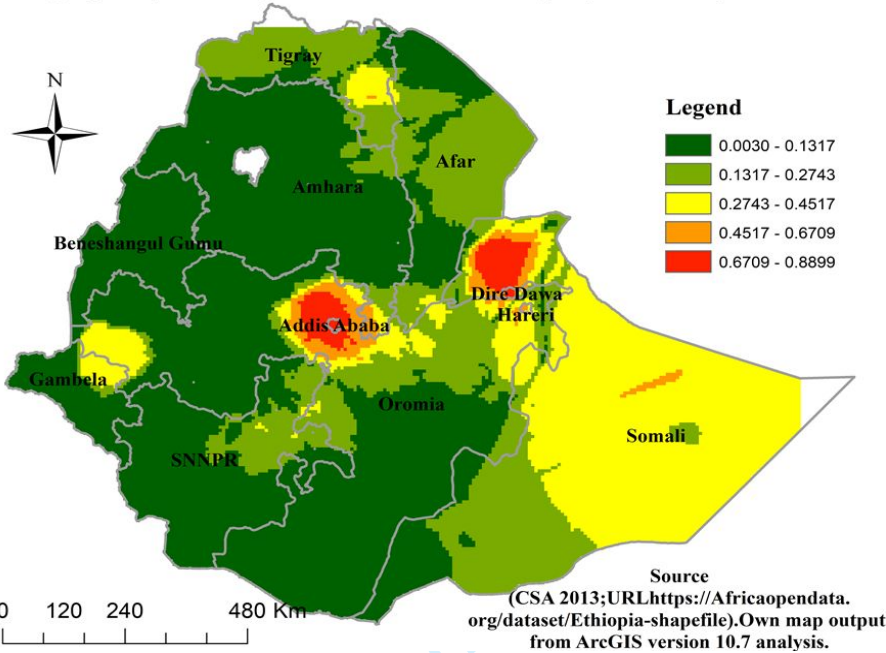 Tigray
N
Legend
0.0030 - 0.1317
0.1317 - 0.2743
0.2743 - 0.4517
0.4517 - 0.6709
0.6709 - 0.8899
Afar
Amhara
Beneshangul Gumu
Dire Dawa
Hareri
Addis Ababa
Gambela
Oromia
Somali
SNNPR
0 120 240 480 Km
Source
(CSA 2013;URLhttps://Africaopendata.
org/dataset/Ethiopia-shapefile).Own map output
from ArcGIS version 10.7 analysis.